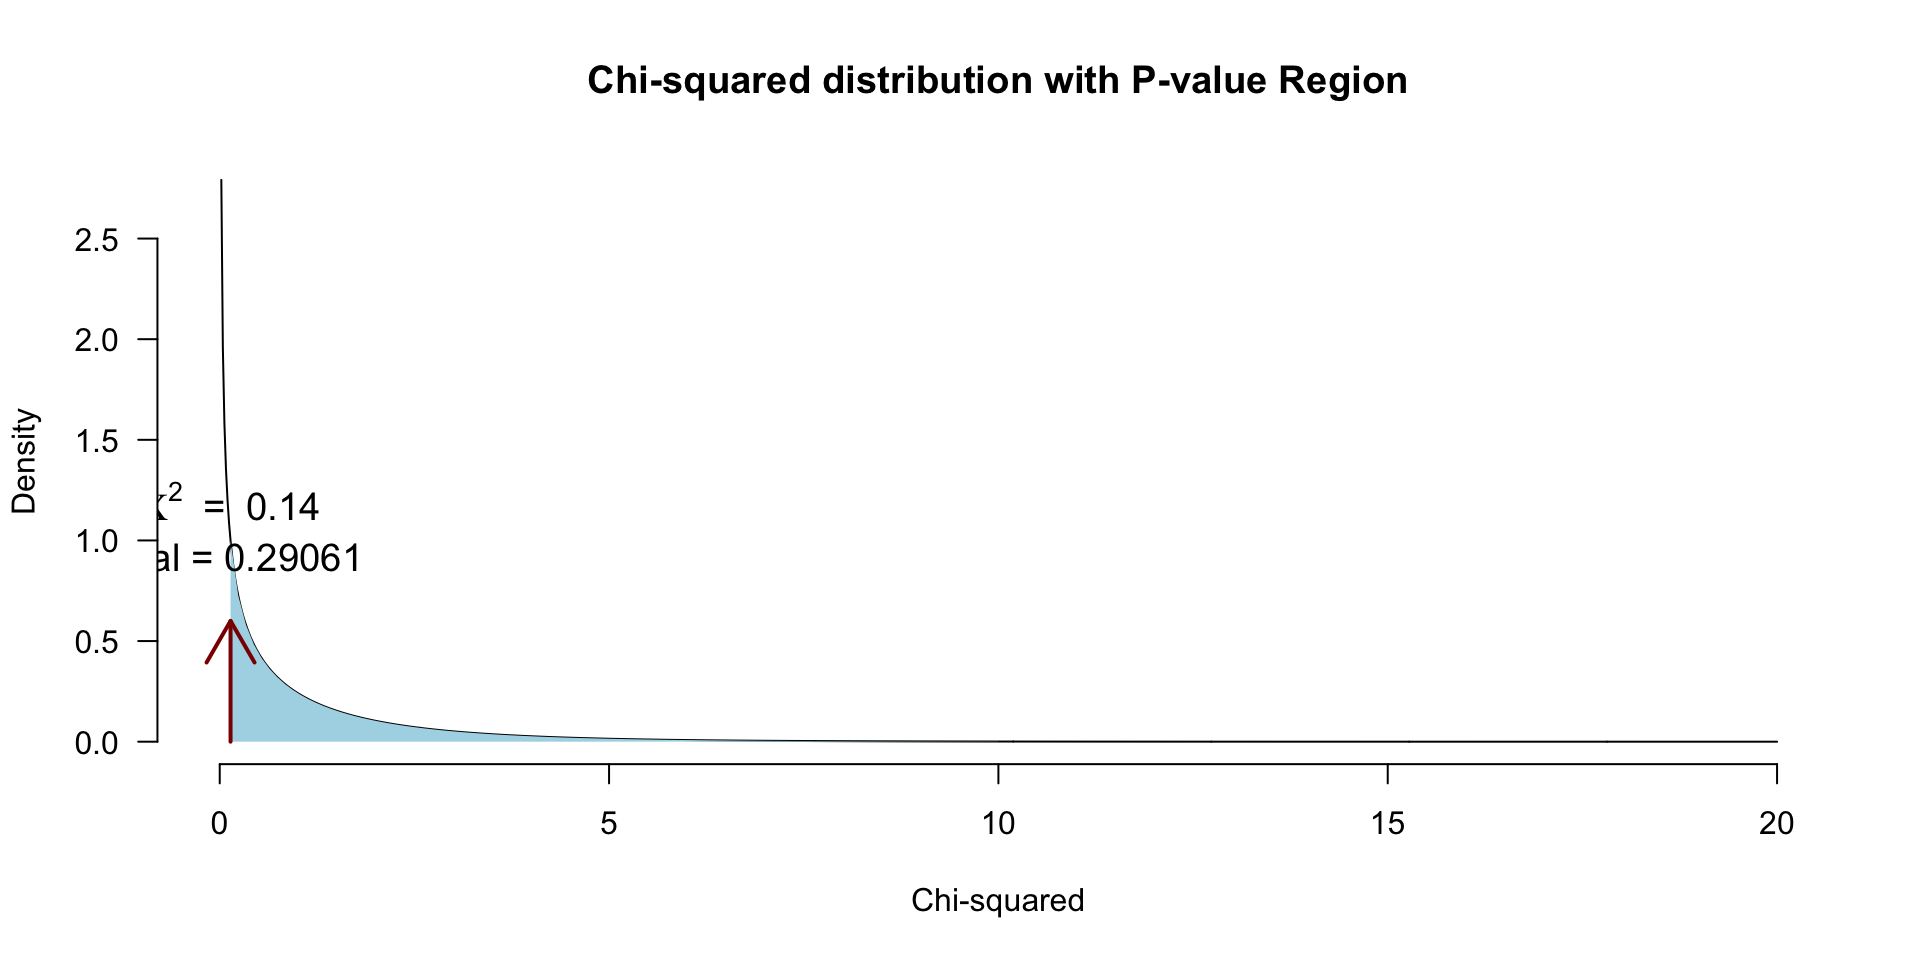 Chi-squared distribution with P-value Region
Density
2.5
2.0
1.5
1.0
0.5
0.0
² = 0.14
al = 0.29061
0 5 10 15 20
Chi-squared